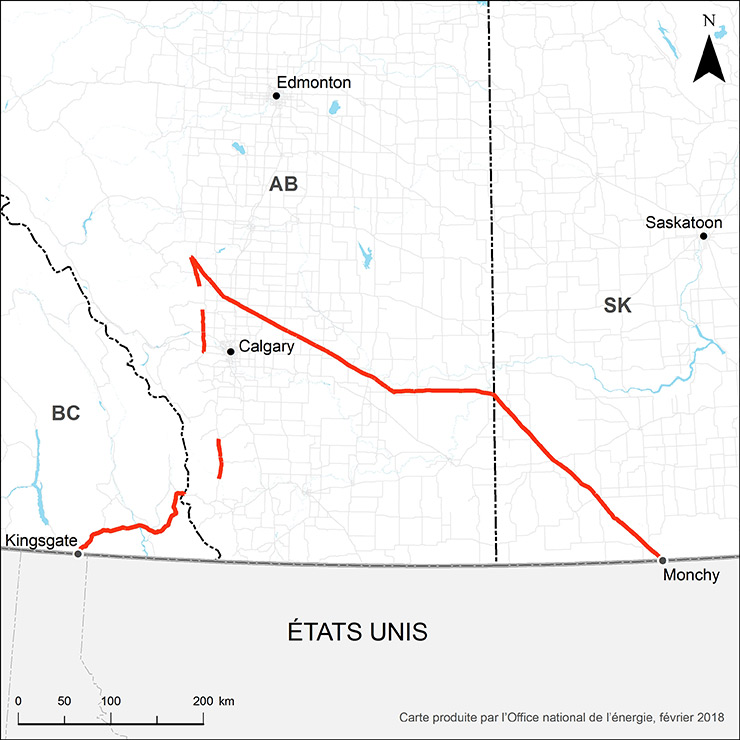 N
Edmonton
AB
Saskatoon
SK
Calgary
BC
Kingsgate
Monchy
ÉTATS UNIS
0 50 100 200 km
Carte produite par l’Office national de l’énergie, février 2018